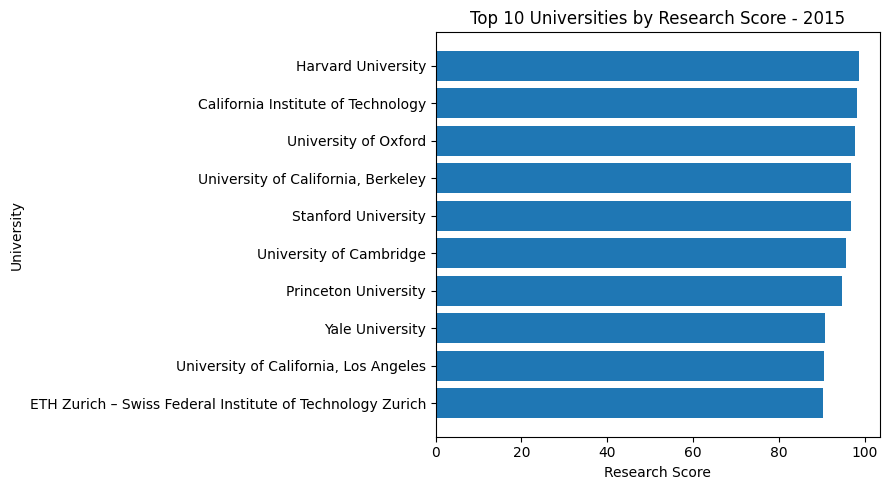 Top 10 Universities by Research Score - 2015
University
Harvard University
California Institute of Technology
University of Oxford
University of California, Berkeley
Stanford University
University of Cambridge
Princeton University
Yale University
University of California, Los Angeles
ETH Zurich – Swiss Federal Institute of Technology Zurich
0 20 40 60 80 100
Research Score